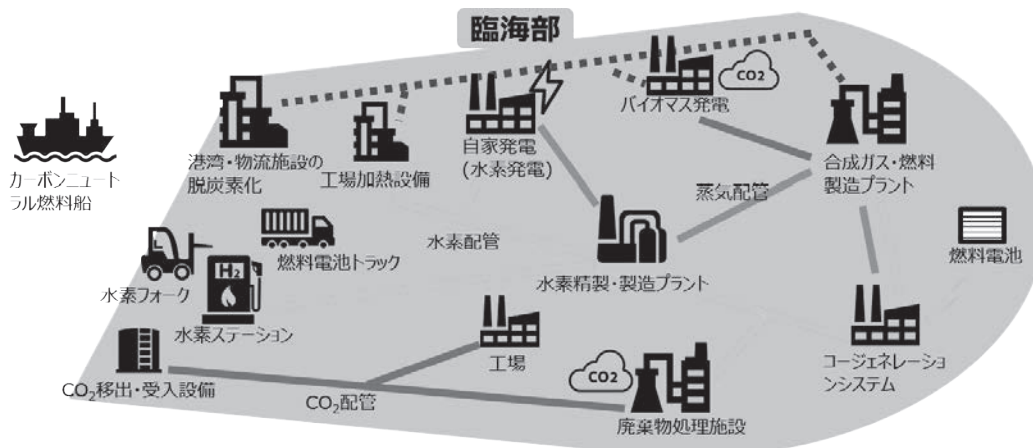 臨海部
CO2
バイオマス発電
自家発電
(水素発電)
港湾・物流施設の
脱炭素化
工場加熱設備
合成ガス・燃料
製造プラント
カーボンニュート
ラル燃料船
蒸気配管
燃料電池トラック
水素配管
燃料電池
水素フォーク
H2
水素ステーション
水素精製・製造プラント
工場
コージェネレーショ
ンシステム
CO₂移出・受入設備
CO₂配管
CO2
廃棄物処理施設